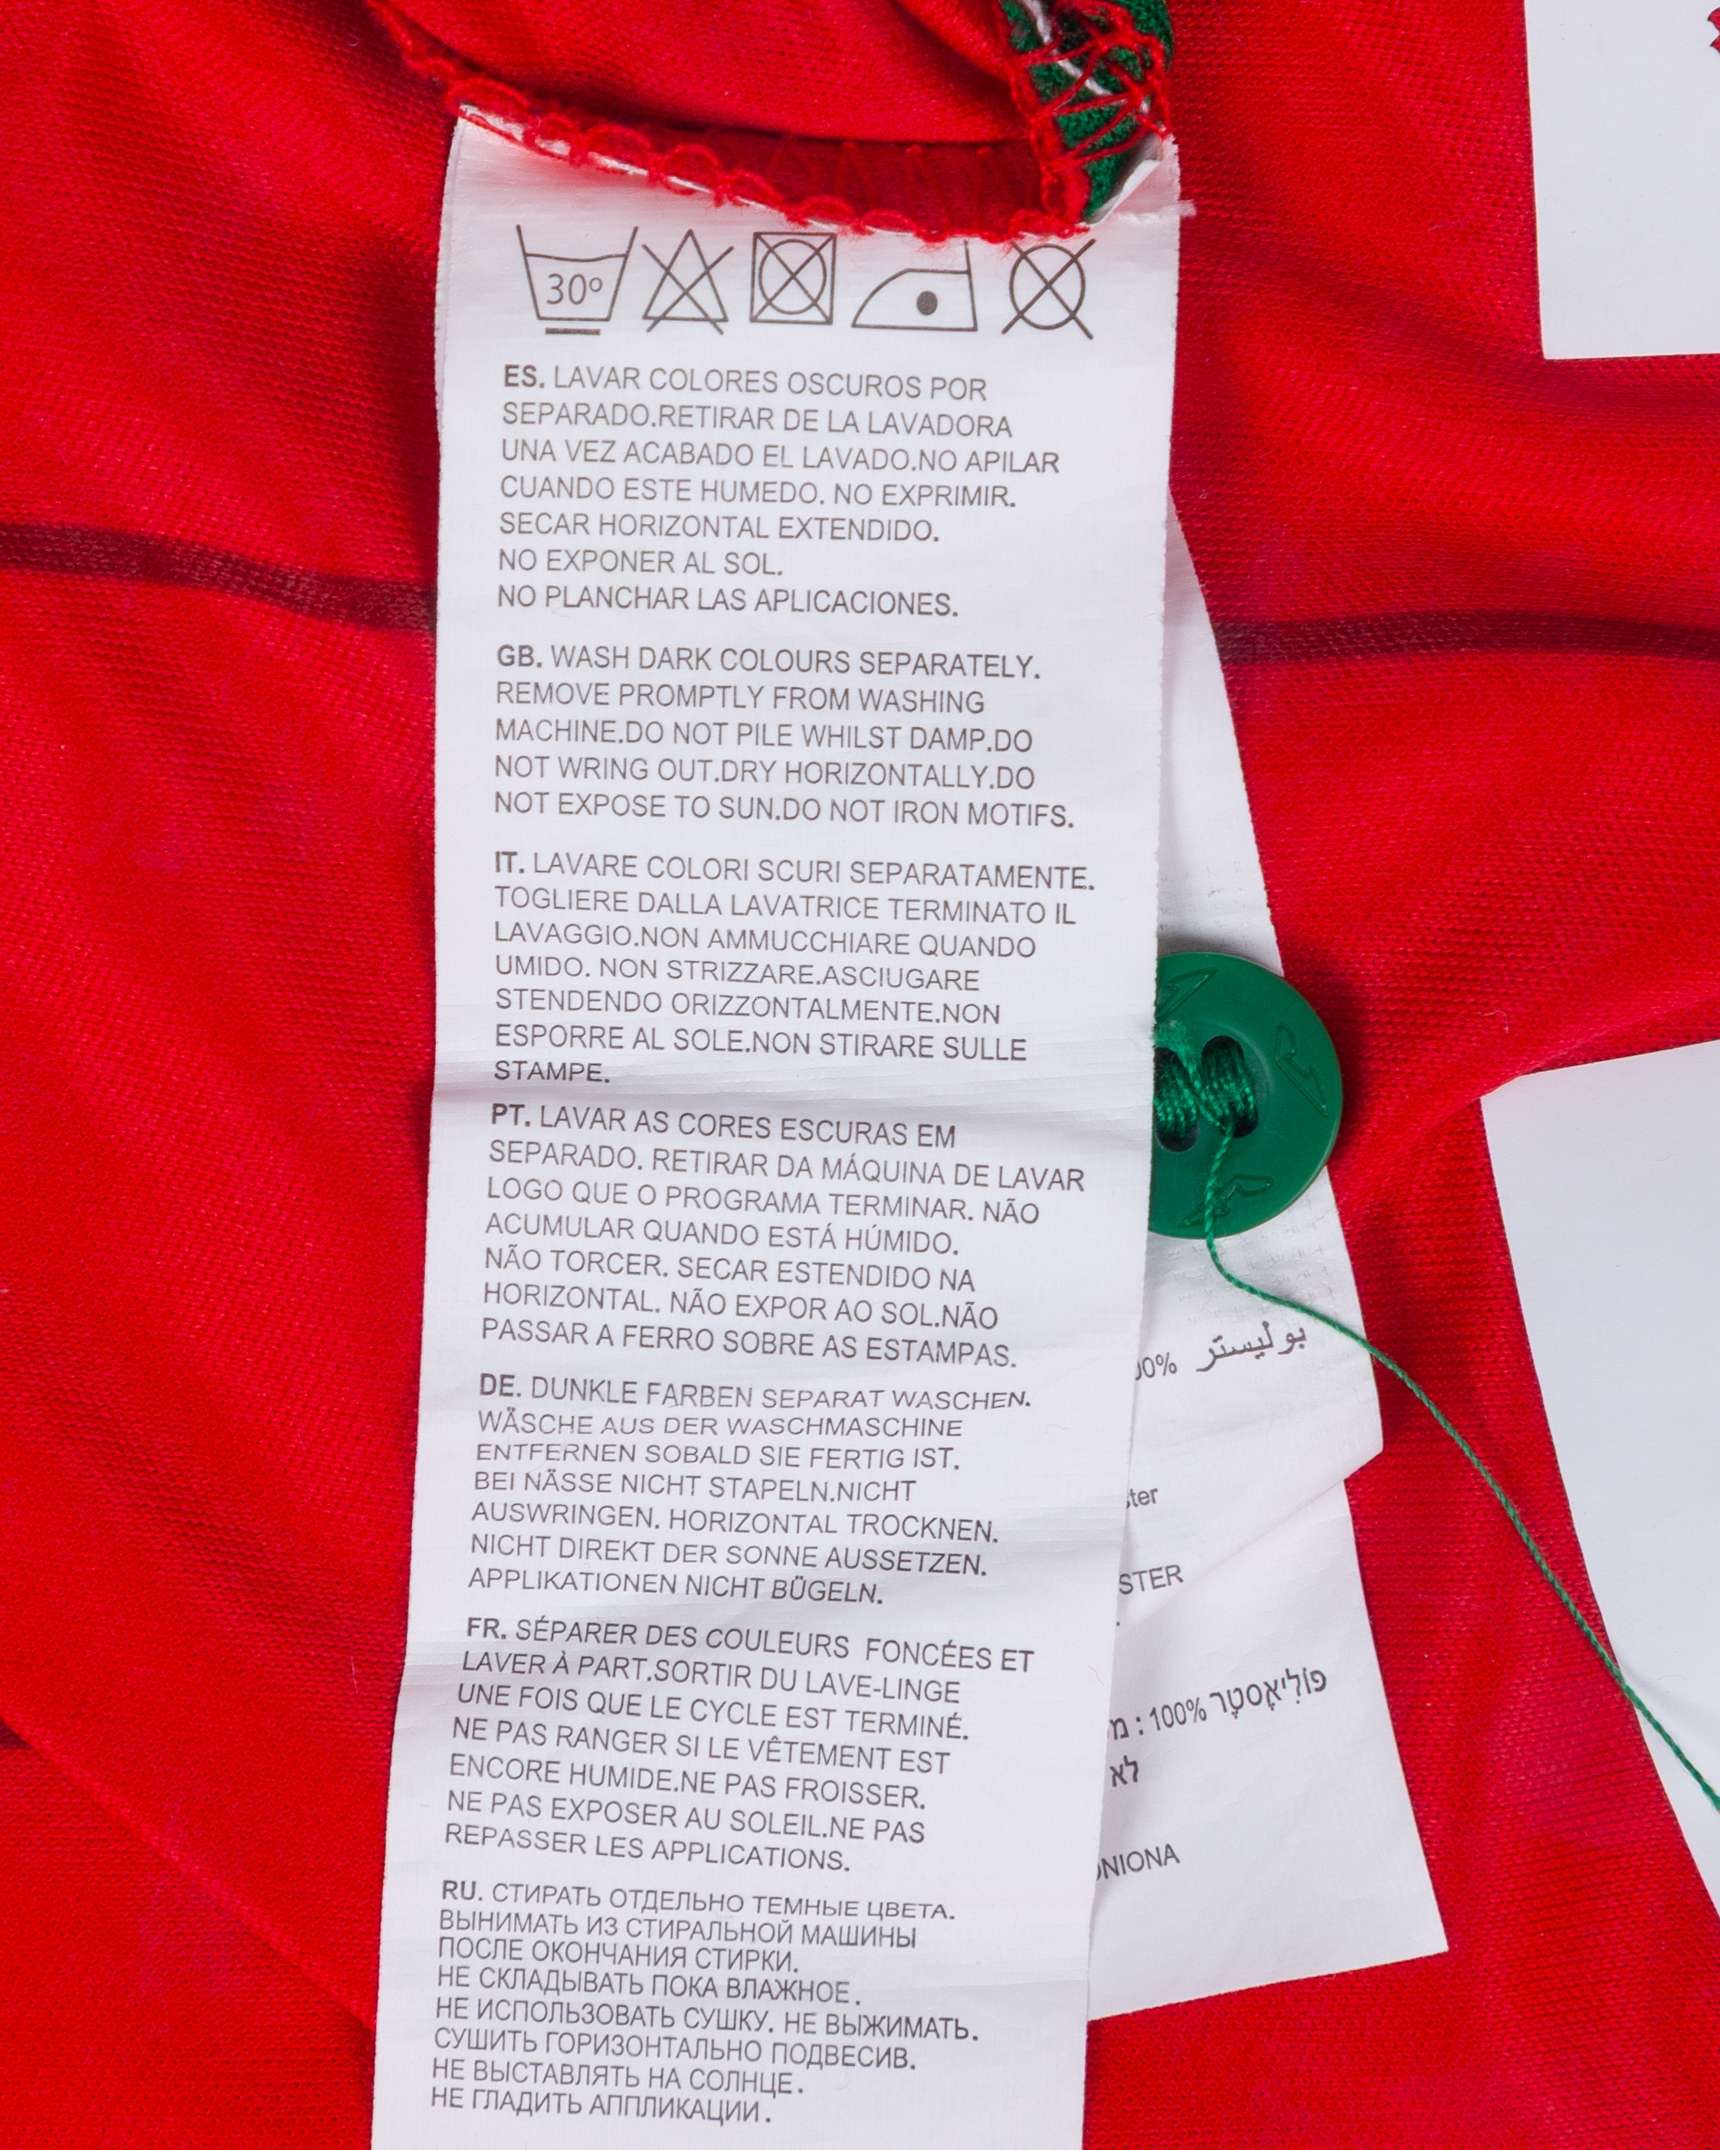 30º
ES. LAVAR COLORES OSCUROS POR
SEPARADO.RETIRAR DE LA LAVADORA
UNA VEZ ACABADO EL LAVADO.NO APILAR
CUANDO ESTE HUMEDO. NO EXPRIMIR.
SECAR HORIZONTAL EXTENDIDO.
NO EXPONER AL SOL.
NO PLANCHAR LAS APLICACIONES.
GB. WASH DARK COLOURS SEPARATELY.
REMOVE PROMPTLY FROM WASHING
MACHINE.DO NOT PILE WHILST DAMP.DO
NOT WRING OUT.DRY HORIZONTALLY.DO
NOT EXPOSE TO SUN.DO NOT IRON MOTIFS.
IT. LAVARE COLORI SCURI SEPARATAMENTE.
TOGLIERE DALLA LAVATRICE TERMINATO IL
LAVAGGIO.NON AMMUCCHIARE QUANDO
UMIDO. NON STRIZZARE.ASCIUGARE
STENDENDO ORIZZONTALMENTE.NON
ESPORRE AL SOLE.NON STIRARE SULLE
STAMPE.
PT. LAVAR AS CORES ESCURAS EM
SEPARADO. RETIRAR DA MÁQUINA DE LAVAR
LOGO QUE O PROGRAMA TERMINAR. NÃO
ACUMULAR QUANDO ESTÁ HÚMIDO.
NÃO TORCER. SECAR ESTENDIDO NA
HORIZONTAL. NÃO EXPOR AO SOL.NÃO
PASSAR A FERRO SOBRE AS ESTAMPAS.
DE. DUNKLE FARBEN SEPARAT WASCHEN.
WÄSCHE AUS DER WASCHMASCHINE
ENTFERNEN SOBALD SIE FERTIG IST.
BEI NÄSSE NICHT STAPELN.NICHT
AUSWRINGEN. HORIZONTAL TROCKNEN.
NICHT DIREKT DER SONNE AUSSETZEN.
APPLIKATIONEN NICHT BÜGELN.
FR. SÉPARER DES COULEURS FONCÉES ET
LAVER À PART.SORTIR DU LAVE-LINGE
UNE FOIS QUE LE CYCLE EST TERMINÉ.
NE PAS RANGER SI LE VÊTEMENT EST
ENCORE HUMIDE.NE PAS FROISSER.
NE PAS EXPOSER AU SOLEIL.NE PAS
REPASSER LES APPLICATIONS.
RU. СТИРАТЬ ОТДЕЛЬНО ТЕМНЫЕ ЦВЕТА.
ВЫНИМАТЬ ИЗ СТИРАЛЬНОЙ МАШИНЫ
ПОСЛЕ ОКОНЧАНИЯ СТИРКИ.
НЕ СКЛАДЫВАТЬ ПОКА ВЛАЖНОЕ.
НЕ ИСПОЛЬЗОВАТЬ СУШКУ. НЕ ВЫЖИМАТЬ.
СУШИТЬ ГОРИЗОНТАЛЬНО ПОДВЕСИВ.
НЕ ВЫСТАВЛЯТЬ НА СОЛНЦЕ.
НЕ ГЛАДИТЬ АППЛИКАЦИИ.
بوليستر
פוֹלִיאֶסטֶר 100% :
לא